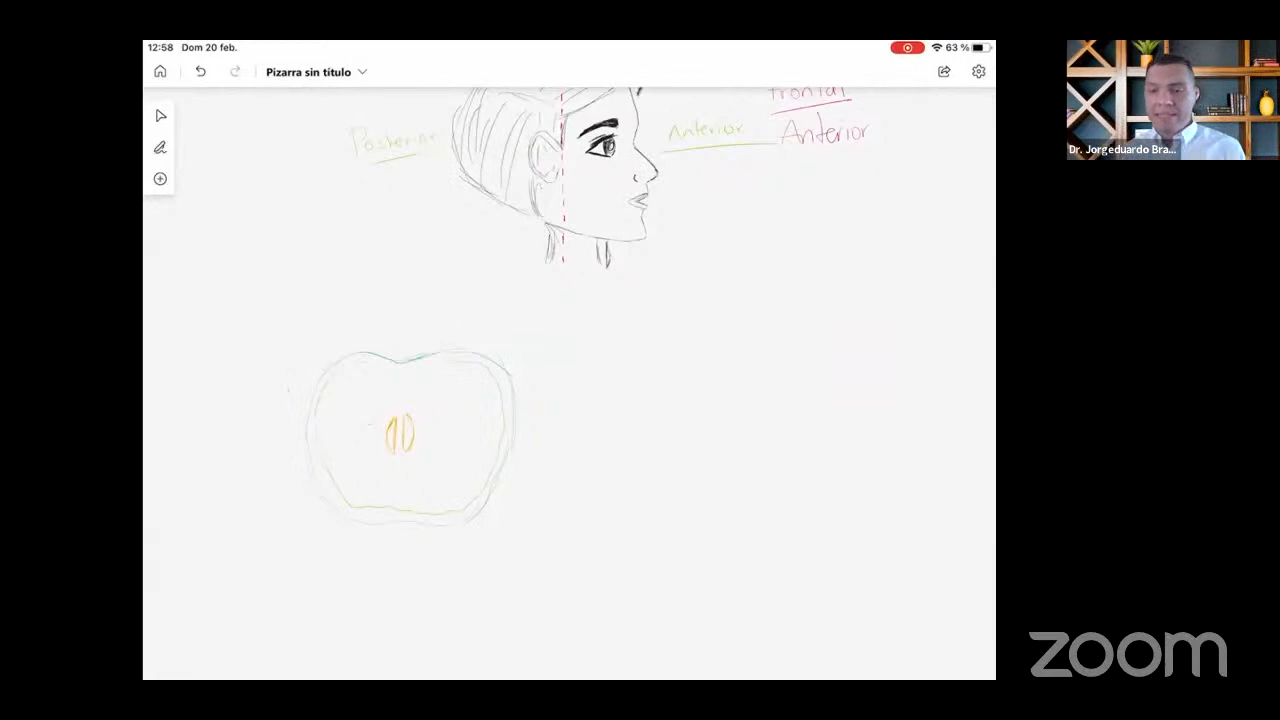 12:58 Dom 20 feb.
63 %
Pizarra sin título
frontal
Posterior
Anterior
Anterior
Dr. Jorgeduardo Bra...
zoom